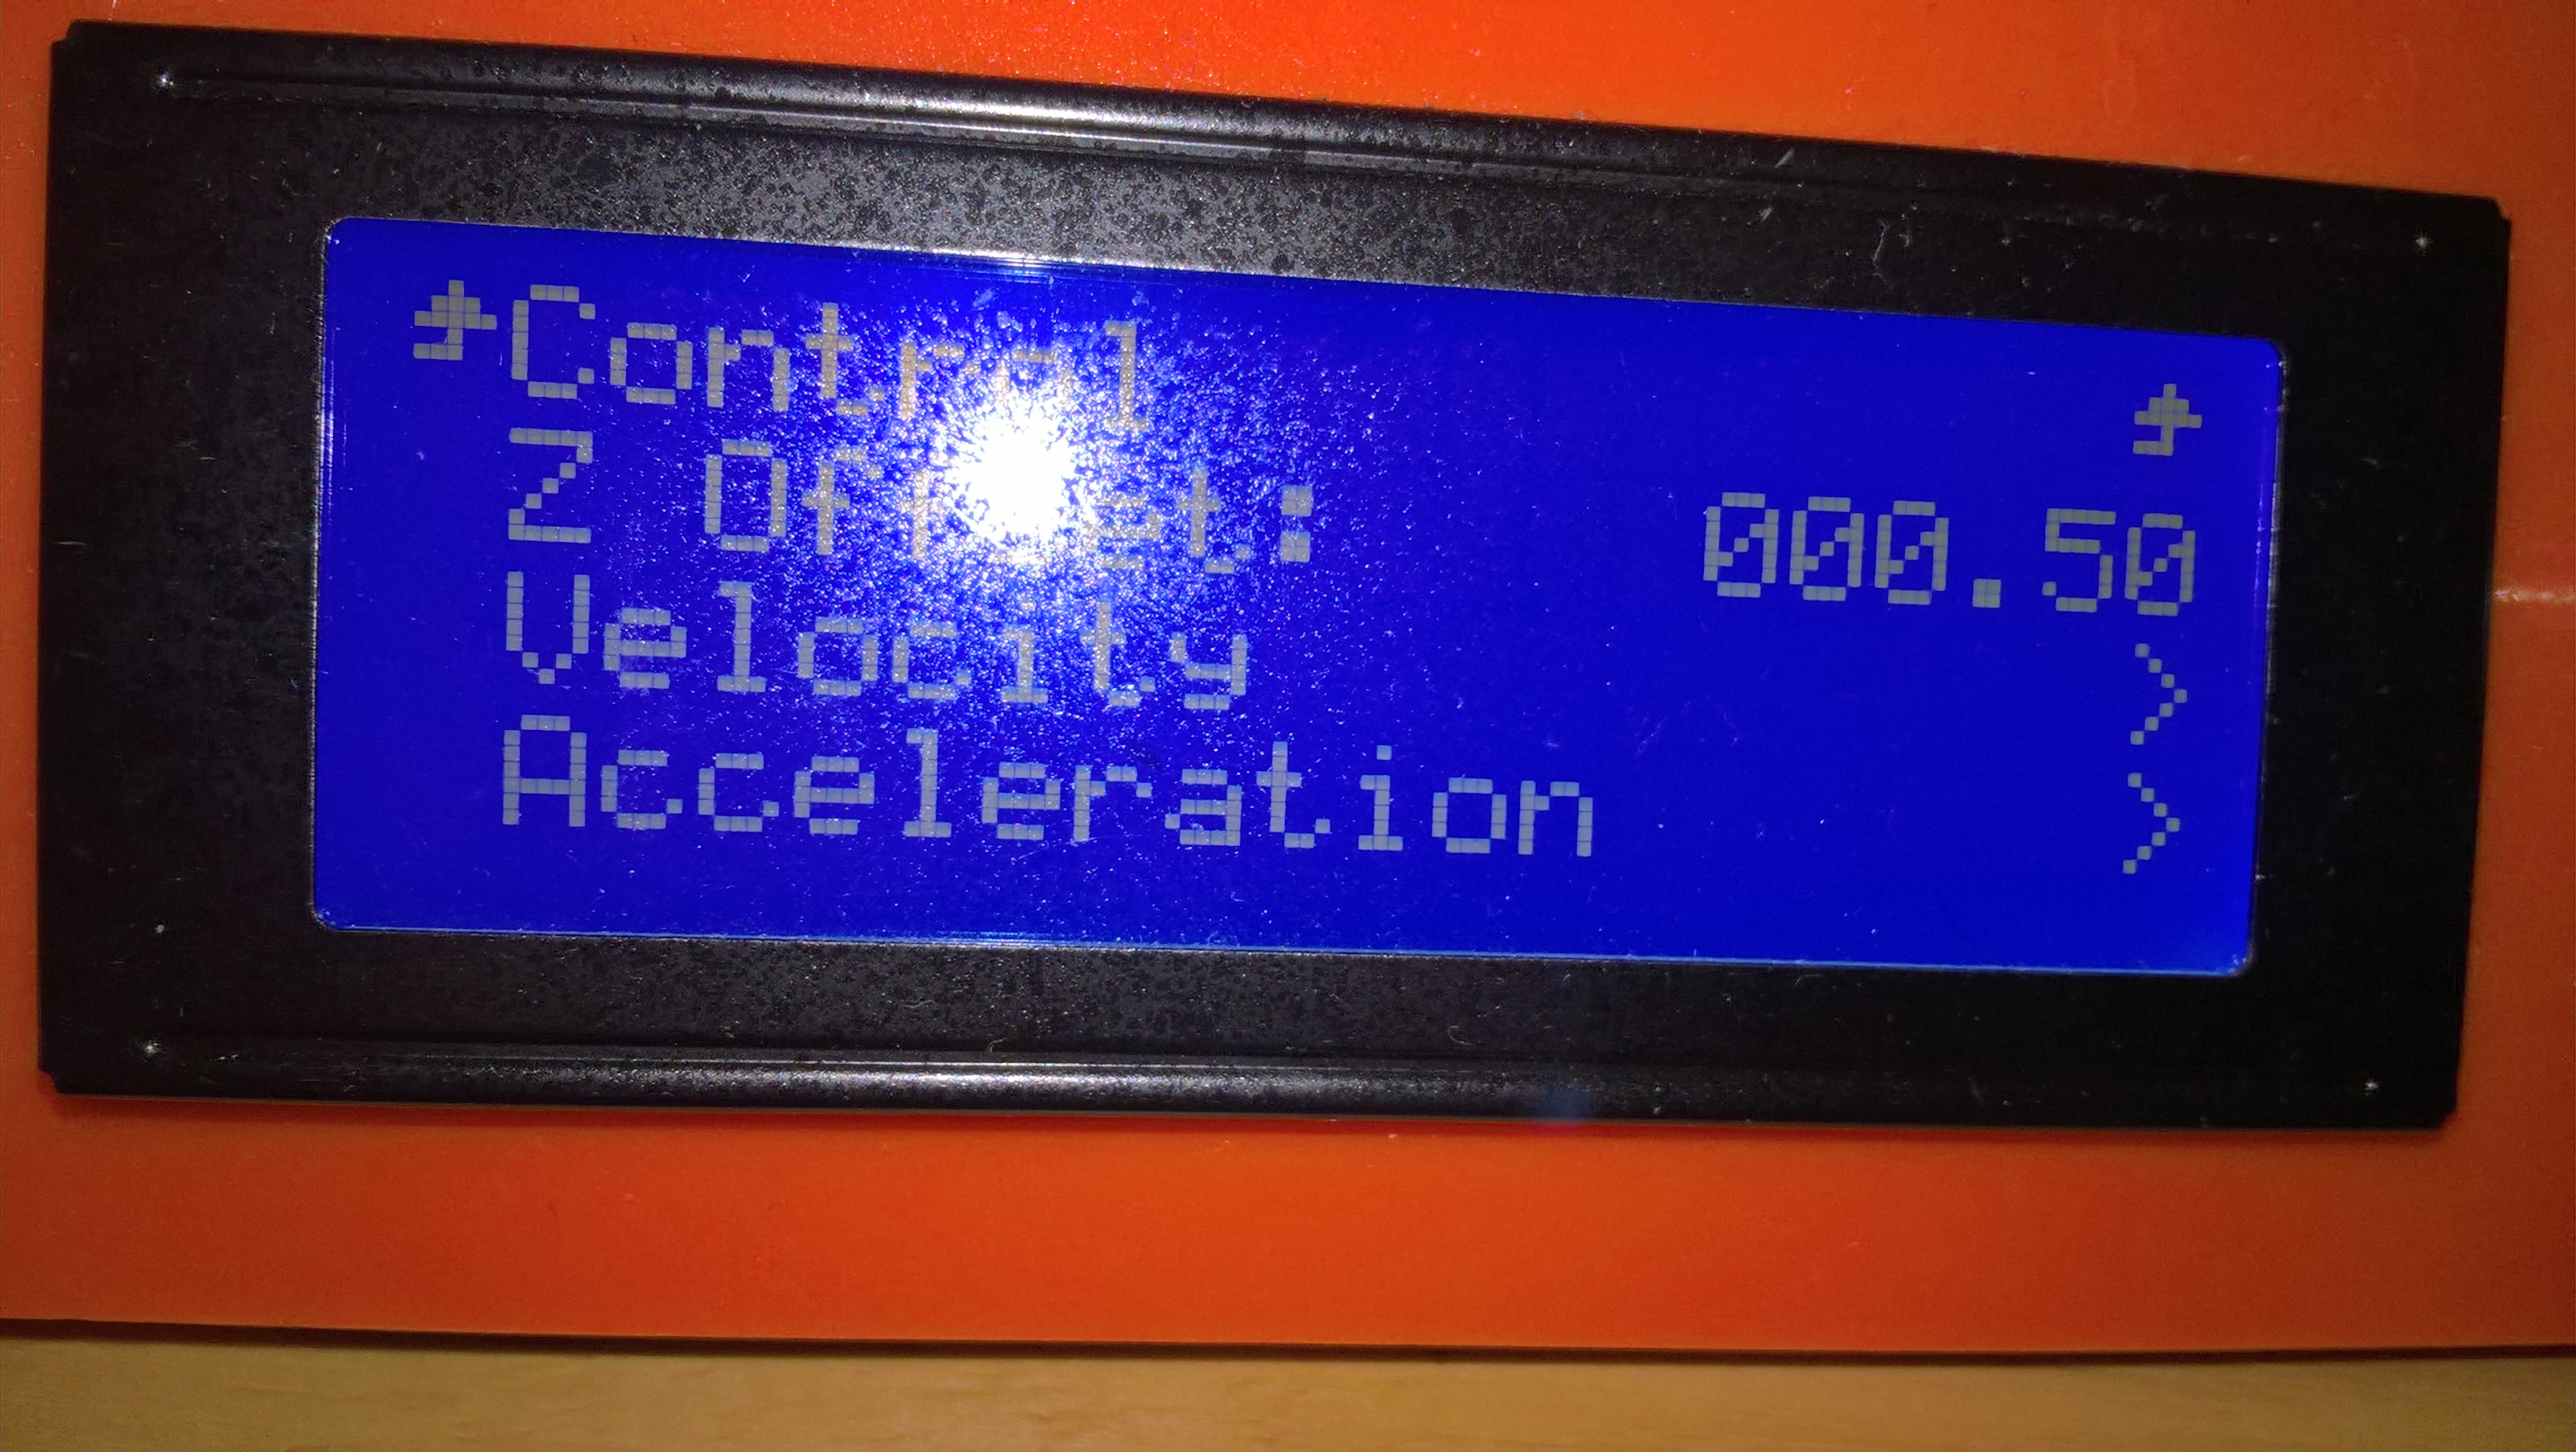 Control
Z Offset: 000.50
Velocity >
Acceleration >